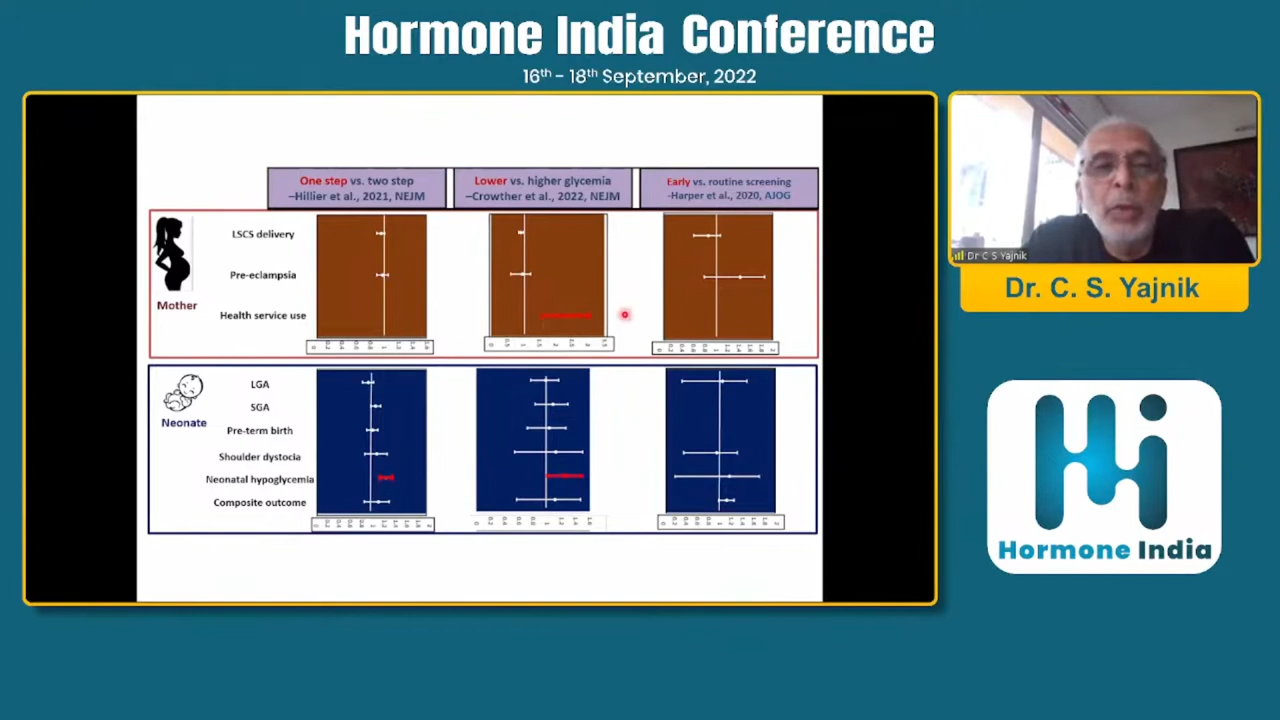 Hormone India Conference
16th - 18th September, 2022
One step vs. two step
–Hillier et al., 2021, NEJM
Lower vs. higher glycemia
–Crowther et al., 2022, NEJM
Early vs. routine screening
-Harper et al., 2020, AJOG
Mother
LSCS delivery
Pre-eclampsia
Health service use
Neonate
LGA
SGA
Pre-term birth
Shoulder dystocia
Neonatal hypoglycemia
Composite outcome
Dr C S Yajnik
Dr. C. S. Yajnik
Hi
Hormone India